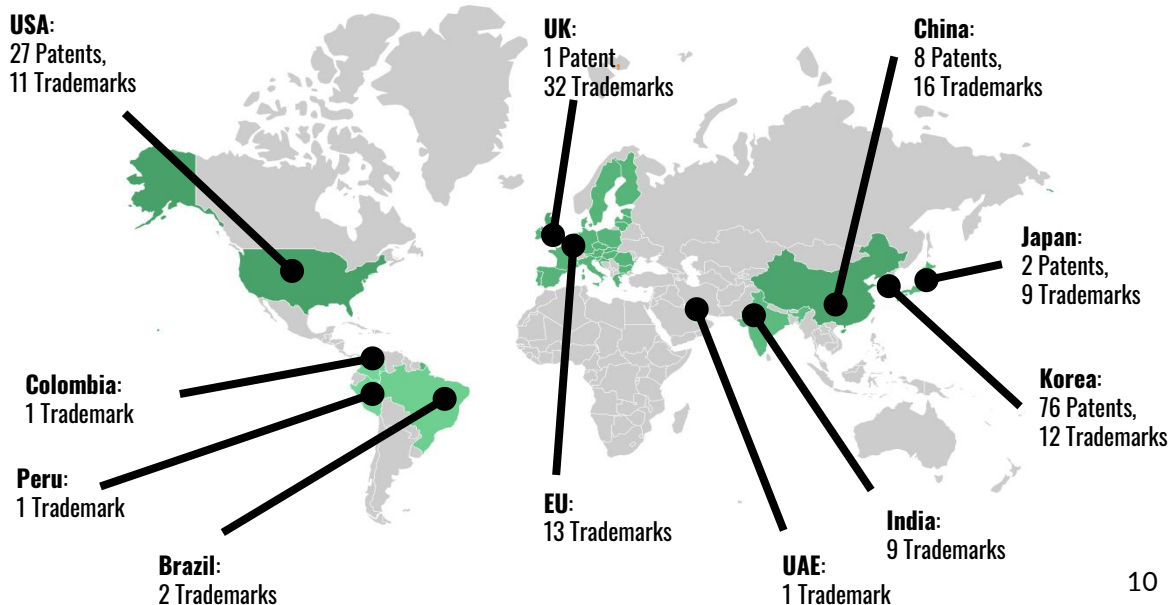 USA:
27 Patents,
11 Trademarks
UK:
1 Patent
32 Trademarks
China:
8 Patents,
16 Trademarks
Japan:
2 Patents,
9 Trademarks
Korea:
76 Patents,
12 Trademarks
Colombia:
1 Trademark
Peru:
1 Trademark
Brazil:
2 Trademarks
EU:
13 Trademarks
UAE:
1 Trademark
India:
9 Trademarks
10